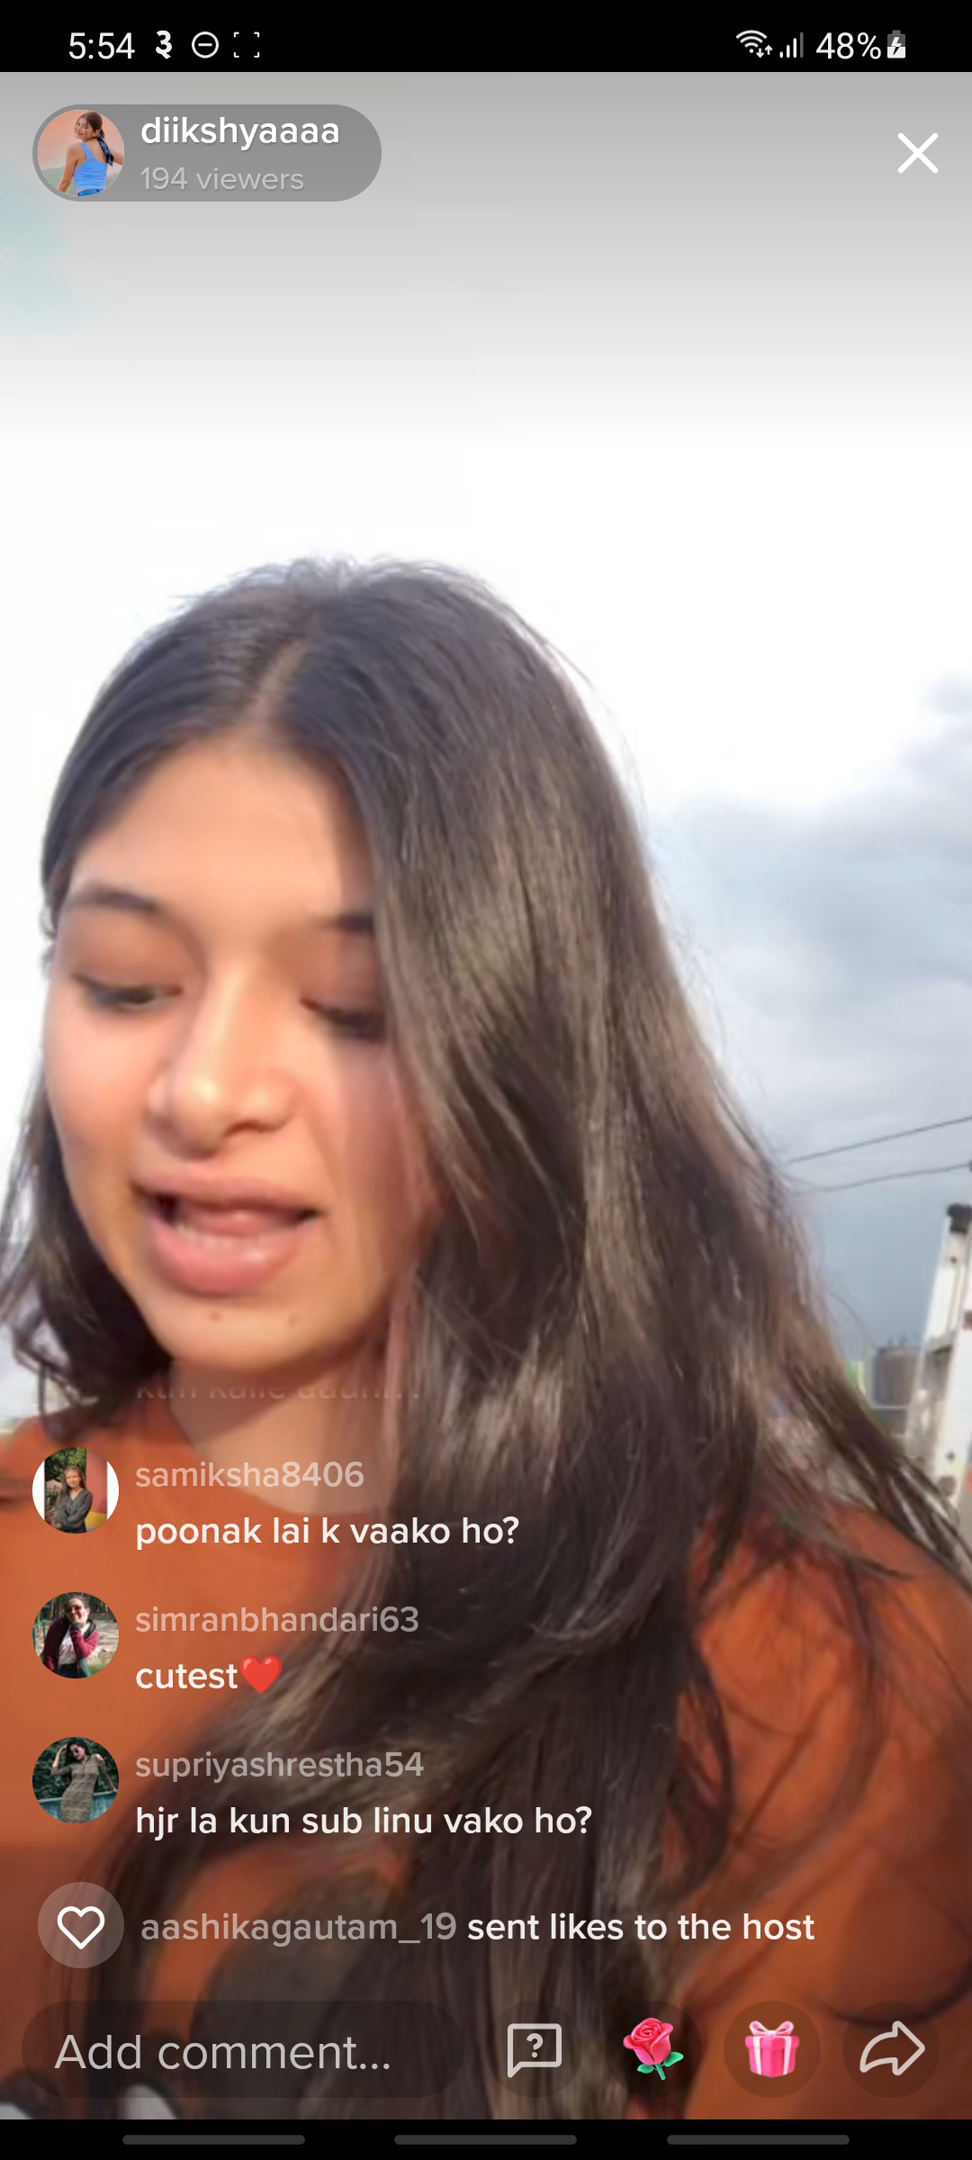 5:54 ३ 48%
diikshyaaaa
194 viewers
samiksha8406
poonak lai k vaako ho?
simranbhandari63
cutest❤️
supriyashrestha54
hjr la kun sub linu vako ho?
aashikagautam_19 sent likes to the host
Add comment...